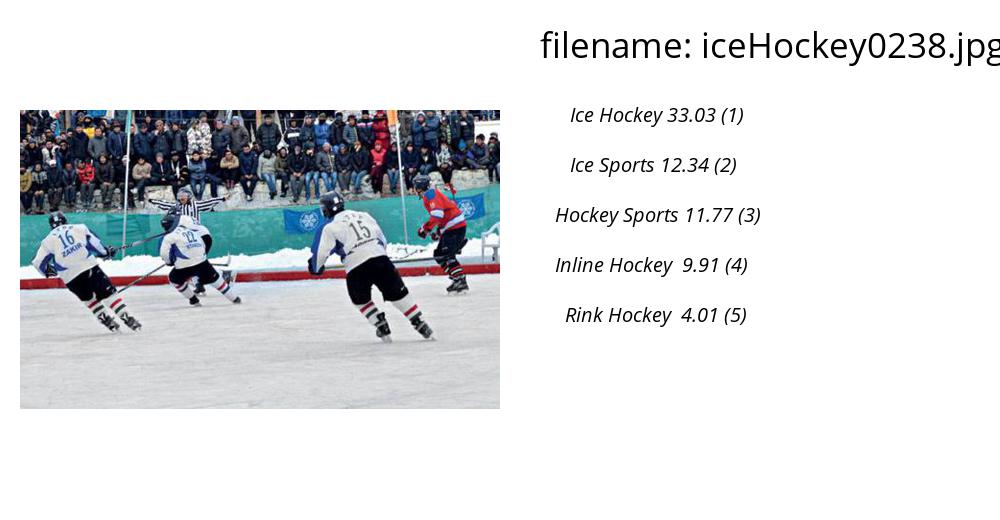 filename: iceHockey0238.jpg
Ice Hockey 33.03 (1)
Ice Sports 12.34 (2)
Hockey Sports 11.77 (3)
Inline Hockey 9.91 (4)
Rink Hockey 4.01 (5)
16
ZAKIR
22
15